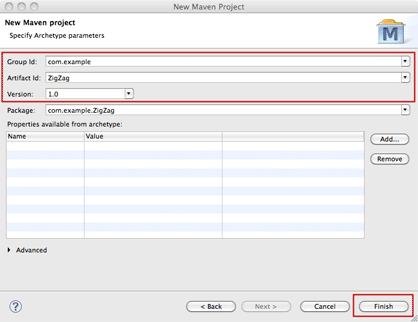 New Maven Project
New Maven project
Specify Archetype parameters
M
Group Id: com.example
Artifact Id: ZigZag
Version: 1.0
Package: com.example.ZigZag
Properties available from archetype:
Name Value
Add...
Remove
Advanced
? < Back Next > Cancel Finish